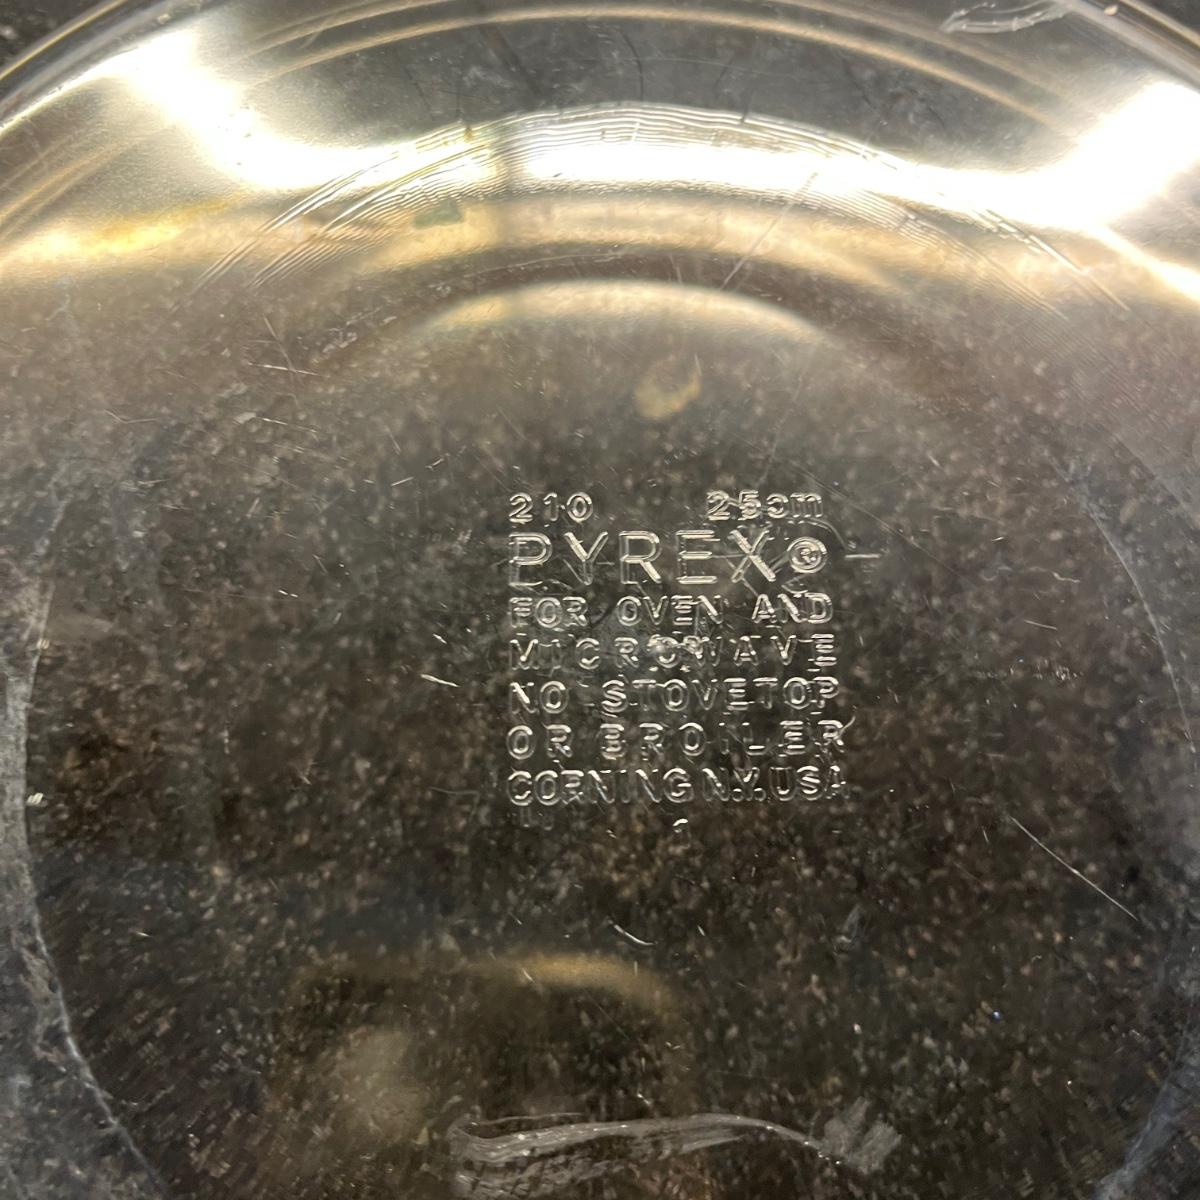 210 25cm
PYREX®
FOR OVEN AND
MICROWAVE
NO STOVETOP
OR BROILER
CORNING N.Y. USA